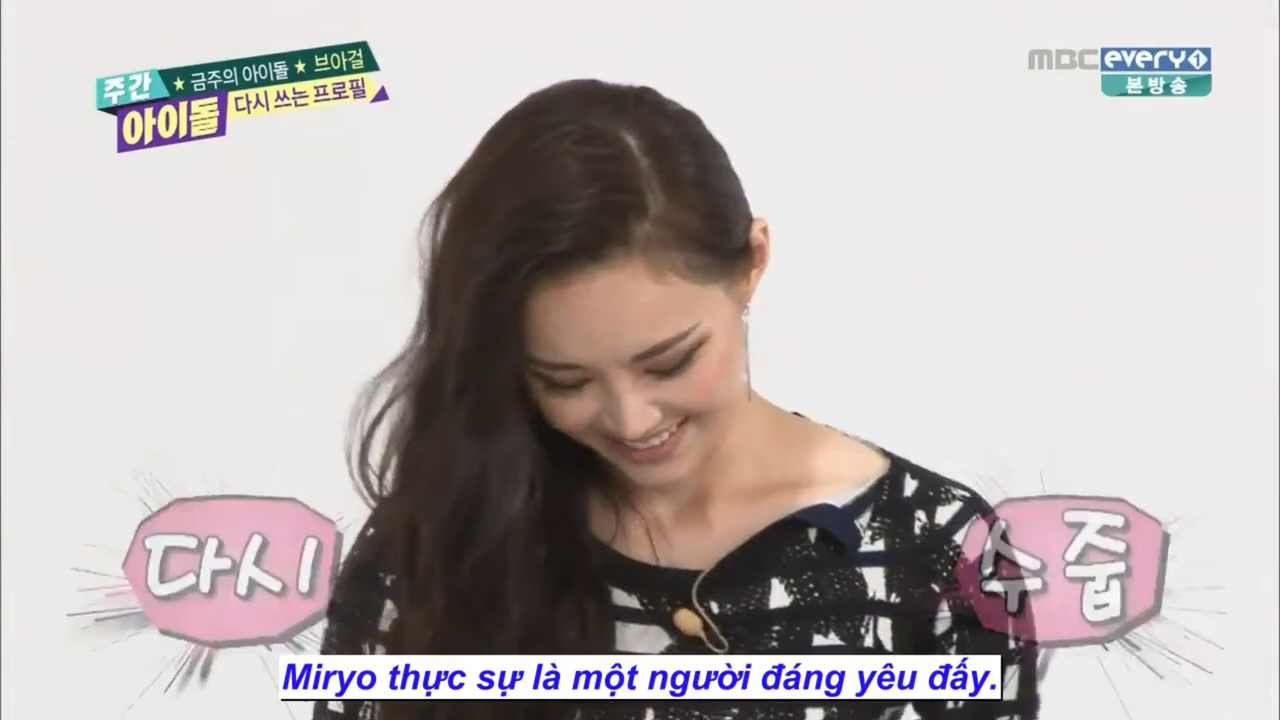 주간
아이돌
★ 금주의 아이돌 ★ 브아걸
다시 쓰는 프로필
MBC every1
본방송
다시
수줍
Miryo thực sự là một người đáng yêu đấy.